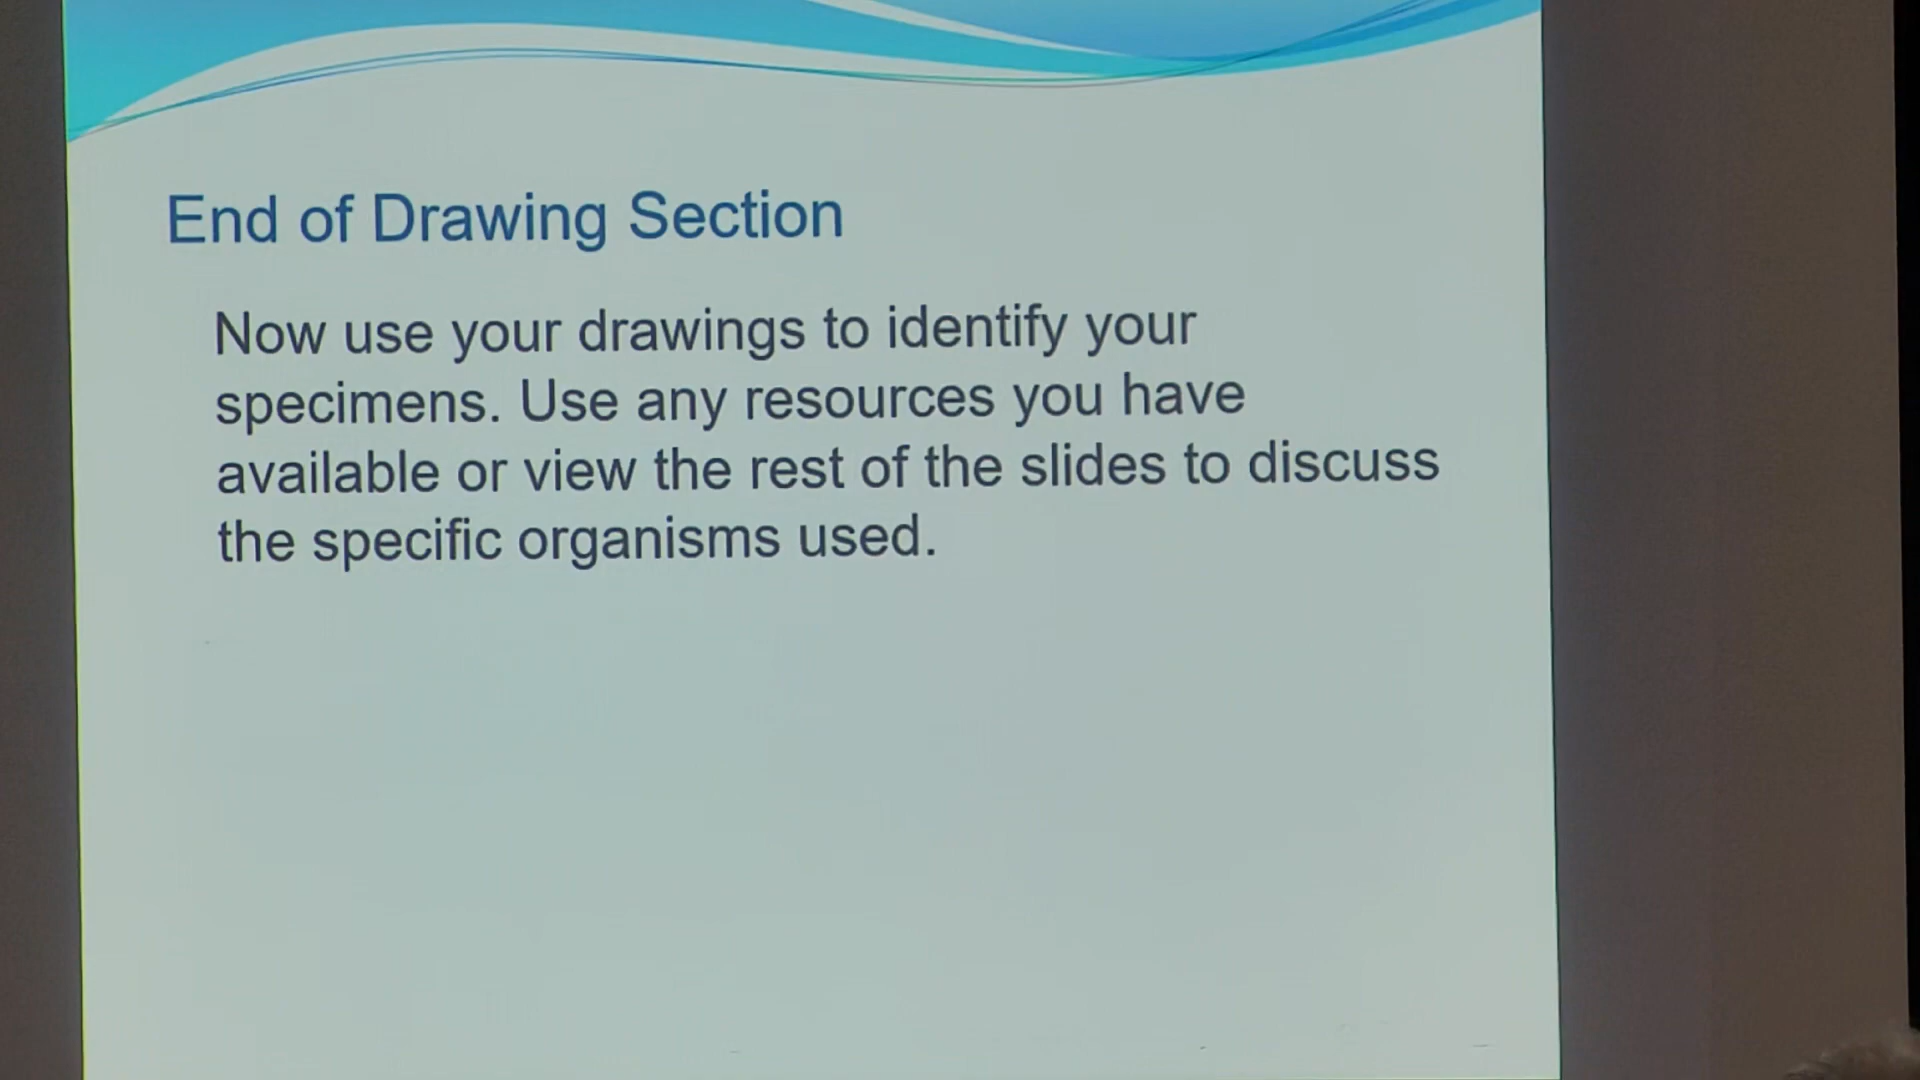 End of Drawing Section
Now use your drawings to identify your
specimens. Use any resources you have
available or view the rest of the slides to discuss
the specific organisms used.